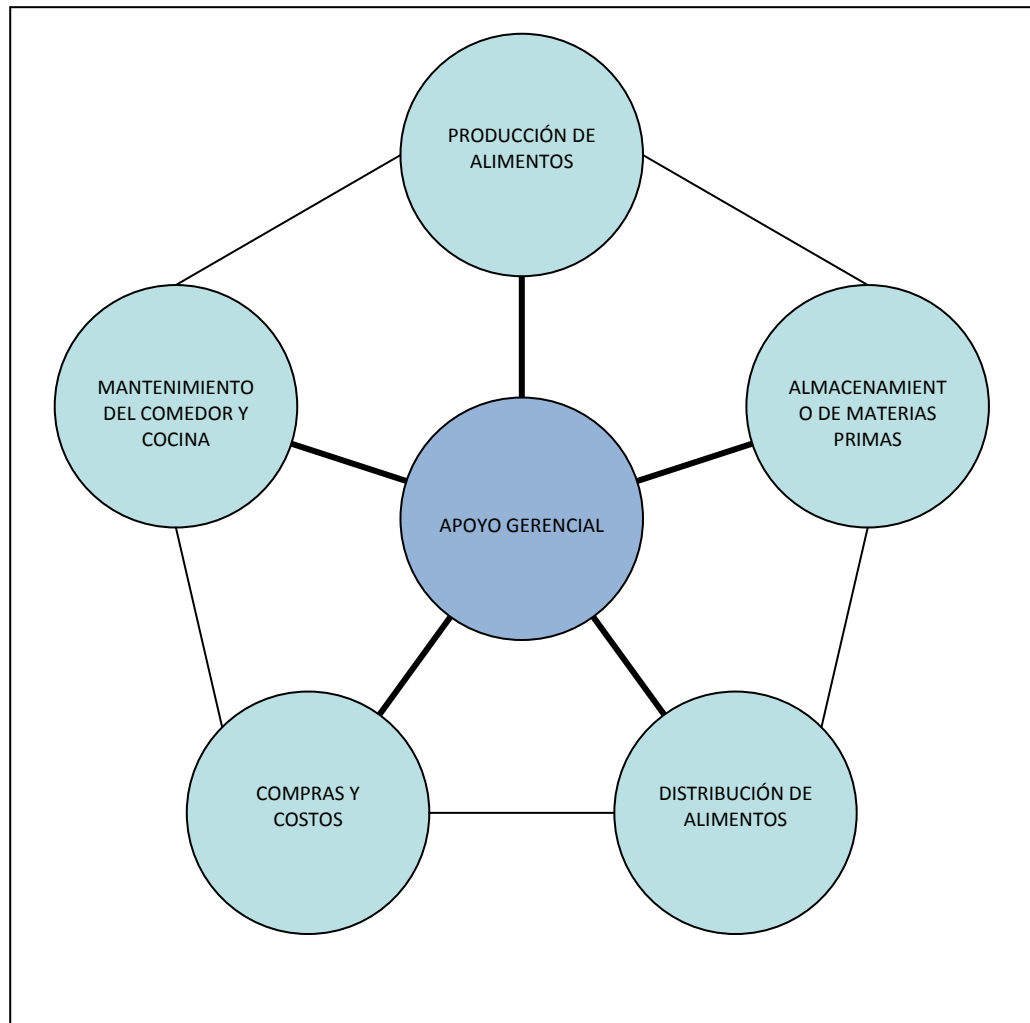 PRODUCCIÓN DE
ALIMENTOS
MANTENIMIENTO
DEL COMEDOR Y
COCINA
ALMACENAMIENT
O DE MATERIAS
PRIMAS
APOYO GERENCIAL
COMPRAS Y
COSTOS
DISTRIBUCIÓN DE
ALIMENTOS